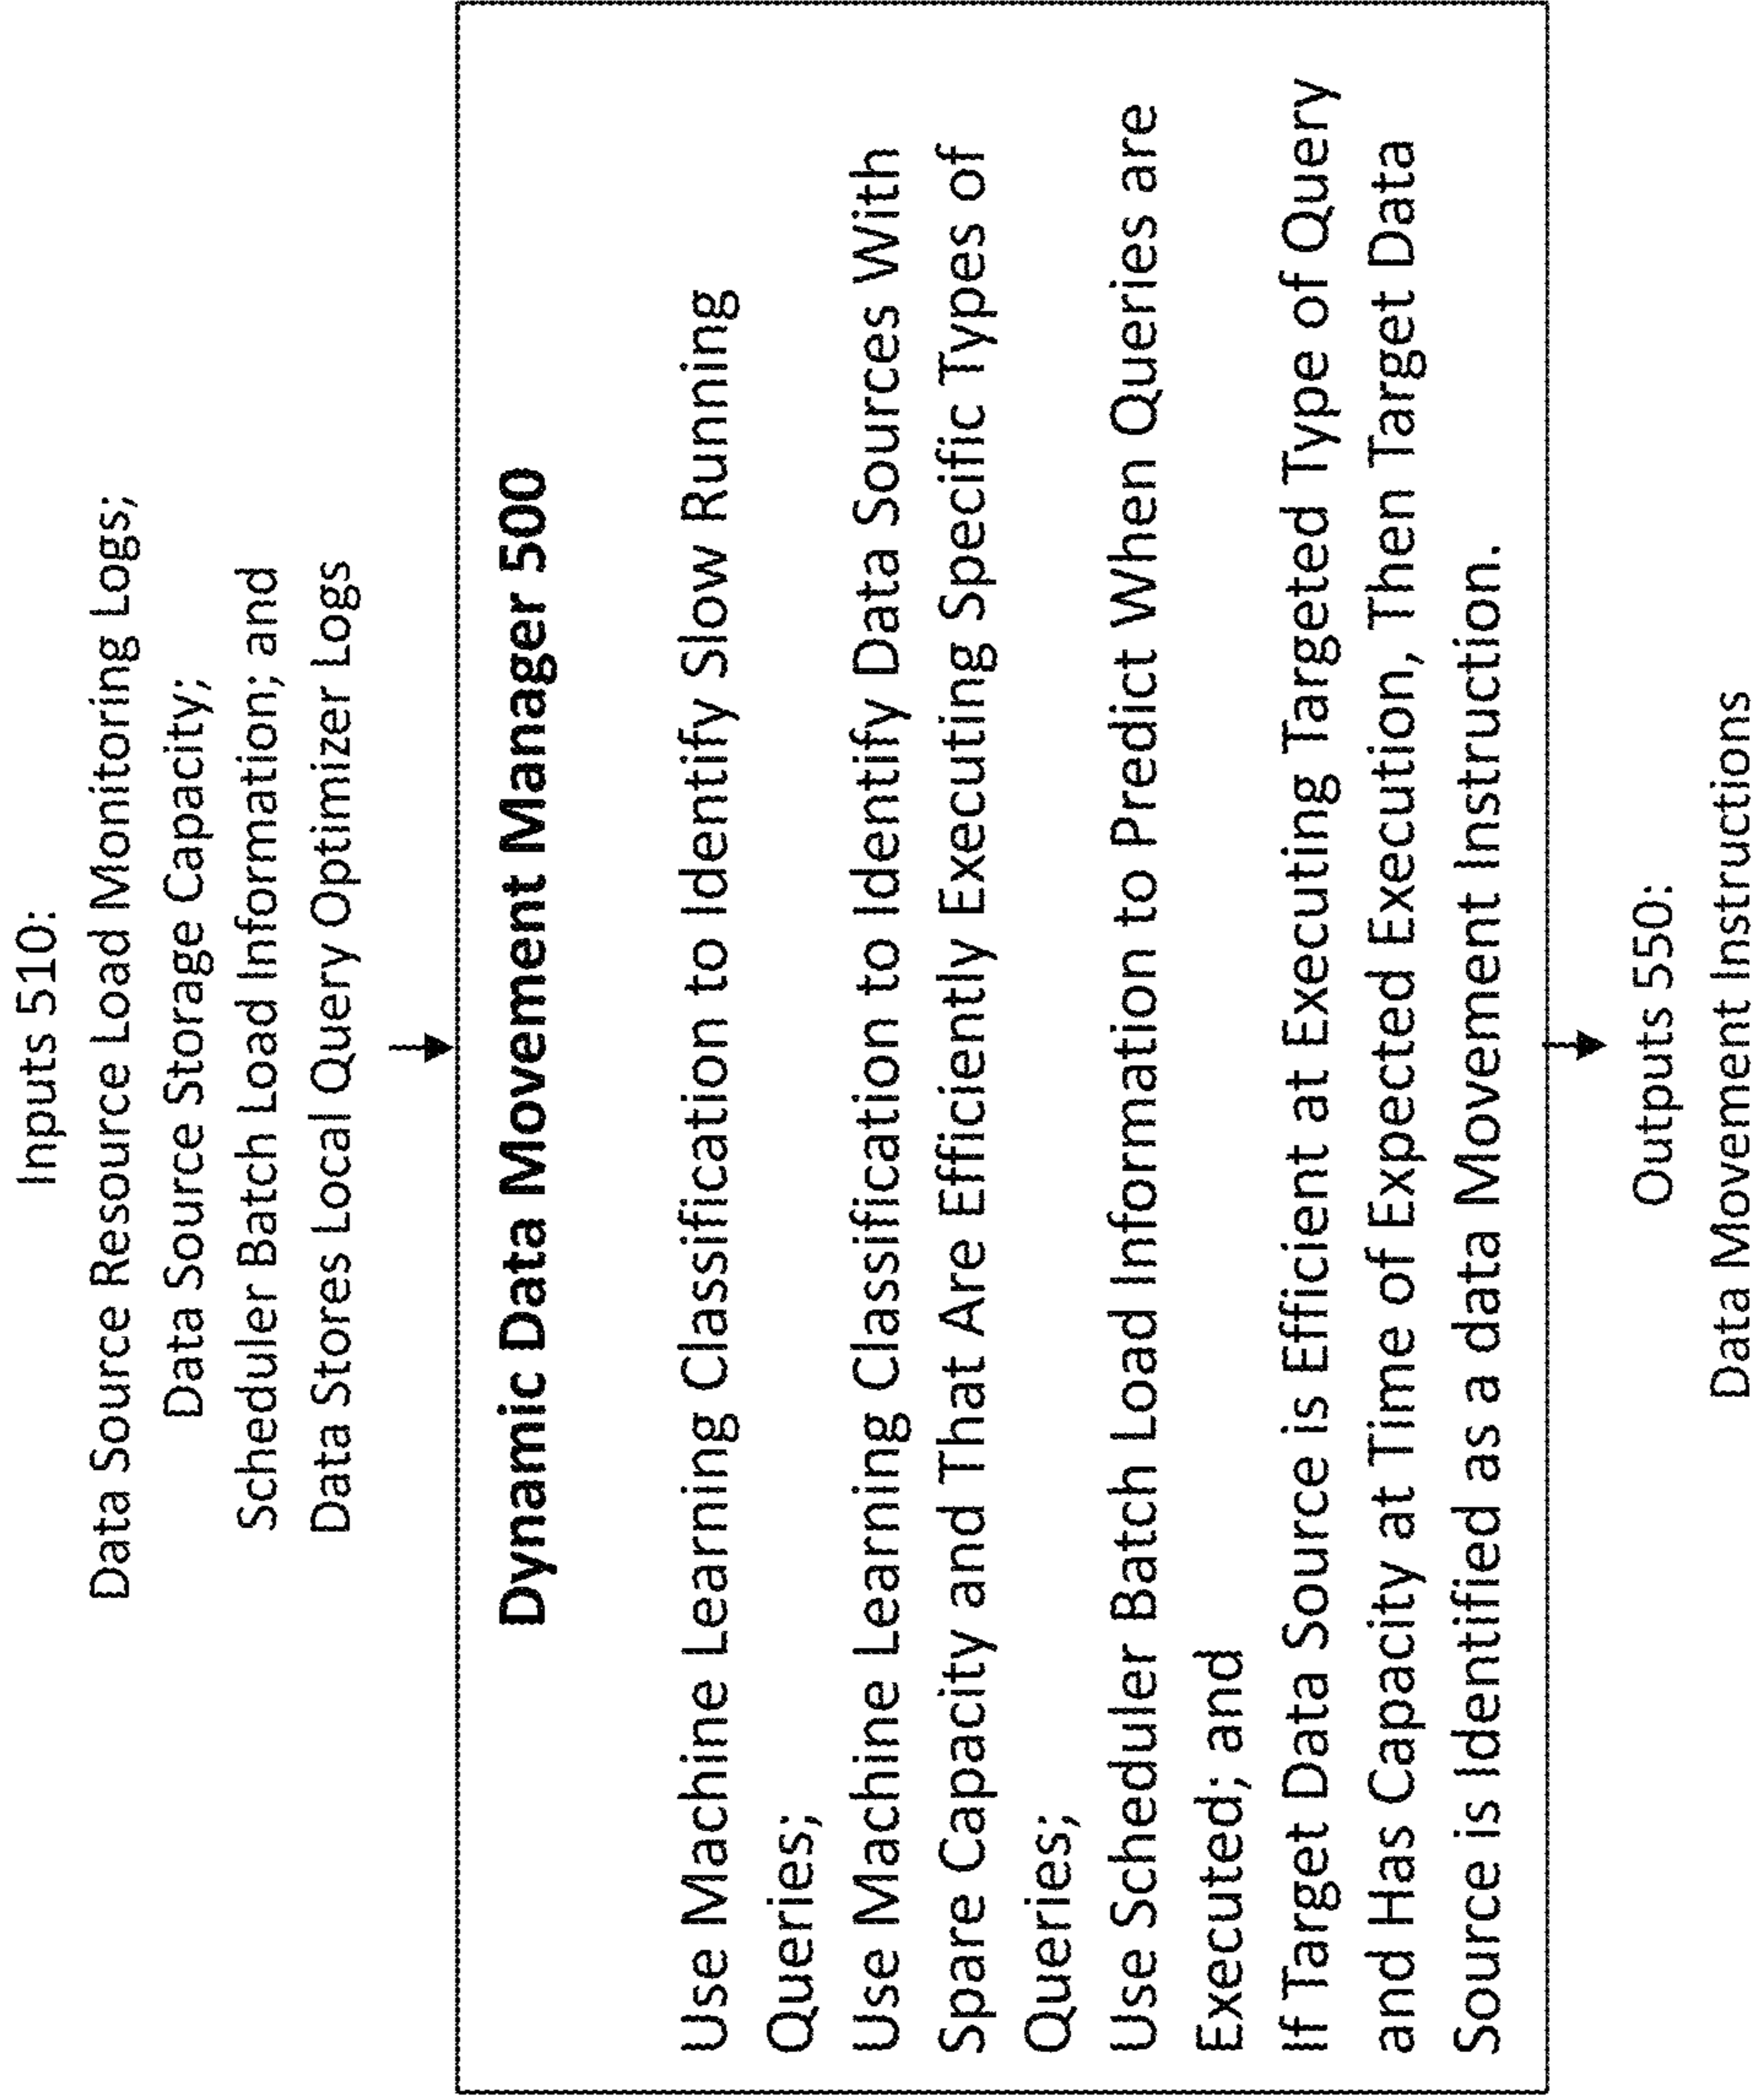 Inputs 510:
Data Source Resource Load Monitoring Logs;
Data Source Storage Capacity;
Scheduler Batch Load Information; and
Data Stores Local Query Optimizer Logs
Dynamic Data Movement Manager 500
Use Machine Learning Classification to Identify Slow Running
Queries;
Use Machine Learning Classification to Identify Data Sources With
Spare Capacity and That Are Efficiently Executing Specific Types of
Queries;
Use Scheduler Batch Load Information to Predict When Queries are
Executed; and
If Target Data Source is Efficient at Executing Targeted Type of Query
and Has Capacity at Time of Expected Execution, Then Target Data
Source is Identified as a data Movement Instruction.
Outputs 550:
Data Movement Instructions